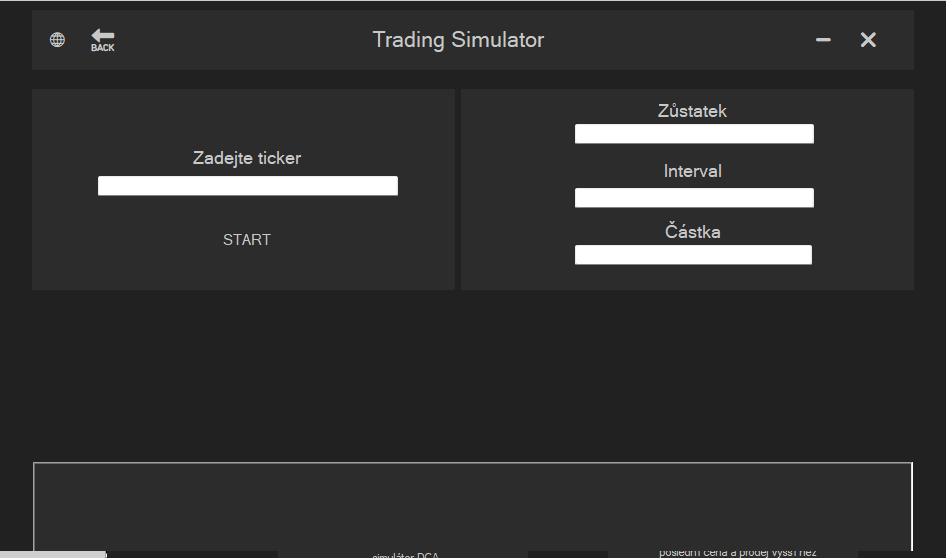 BACK
Trading Simulator
Zadejte ticker
START
Zůstatek
Interval
Částka
simulátor DCA
poslední cena a prodej vyšší než